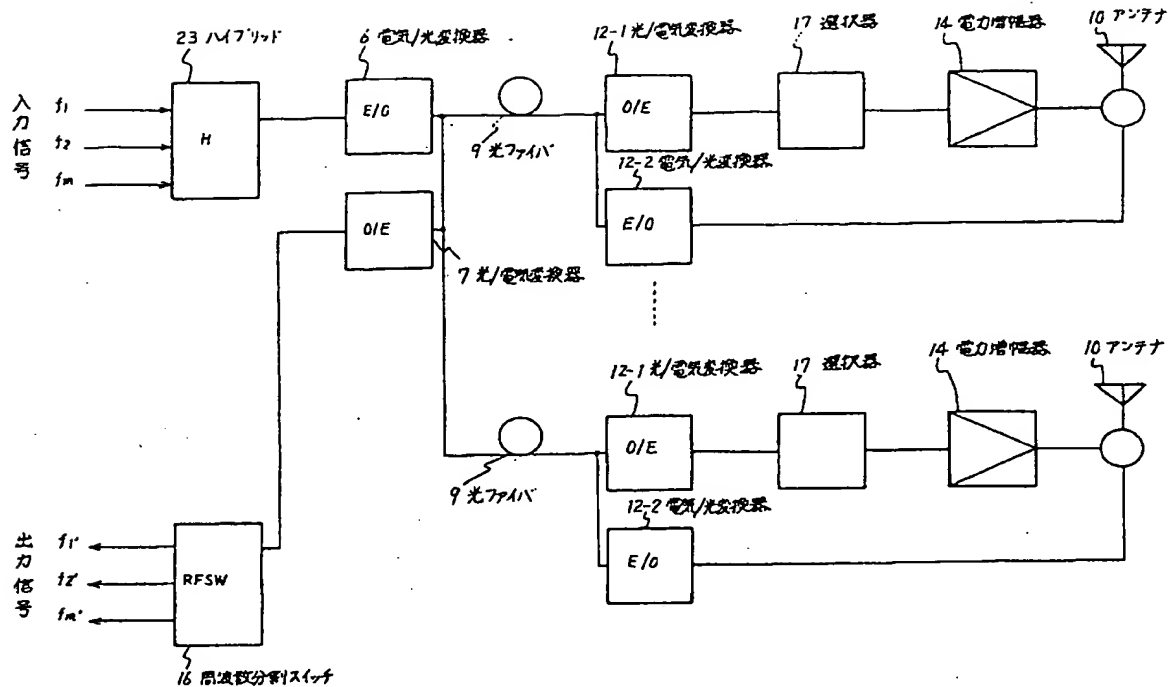 23 ハイブリッド
6 電気/光変換器
12-1 光/電気変換器
17 選択器
14 電力増幅器
10 アンテナ
入力信号
f1
f2
fm
H
E/O
9 光ファイバ
O/E
12-2 電気/光変換器
E/O
O/E
7 光/電気変換器
12-1 光/電気変換器
17 選択器
14 電力増幅器
10 アンテナ
9 光ファイバ
O/E
12-2 電気/光変換器
E/O
出力信号
f1'
f2'
fm'
RFSW
16 周波数分割スイッチ